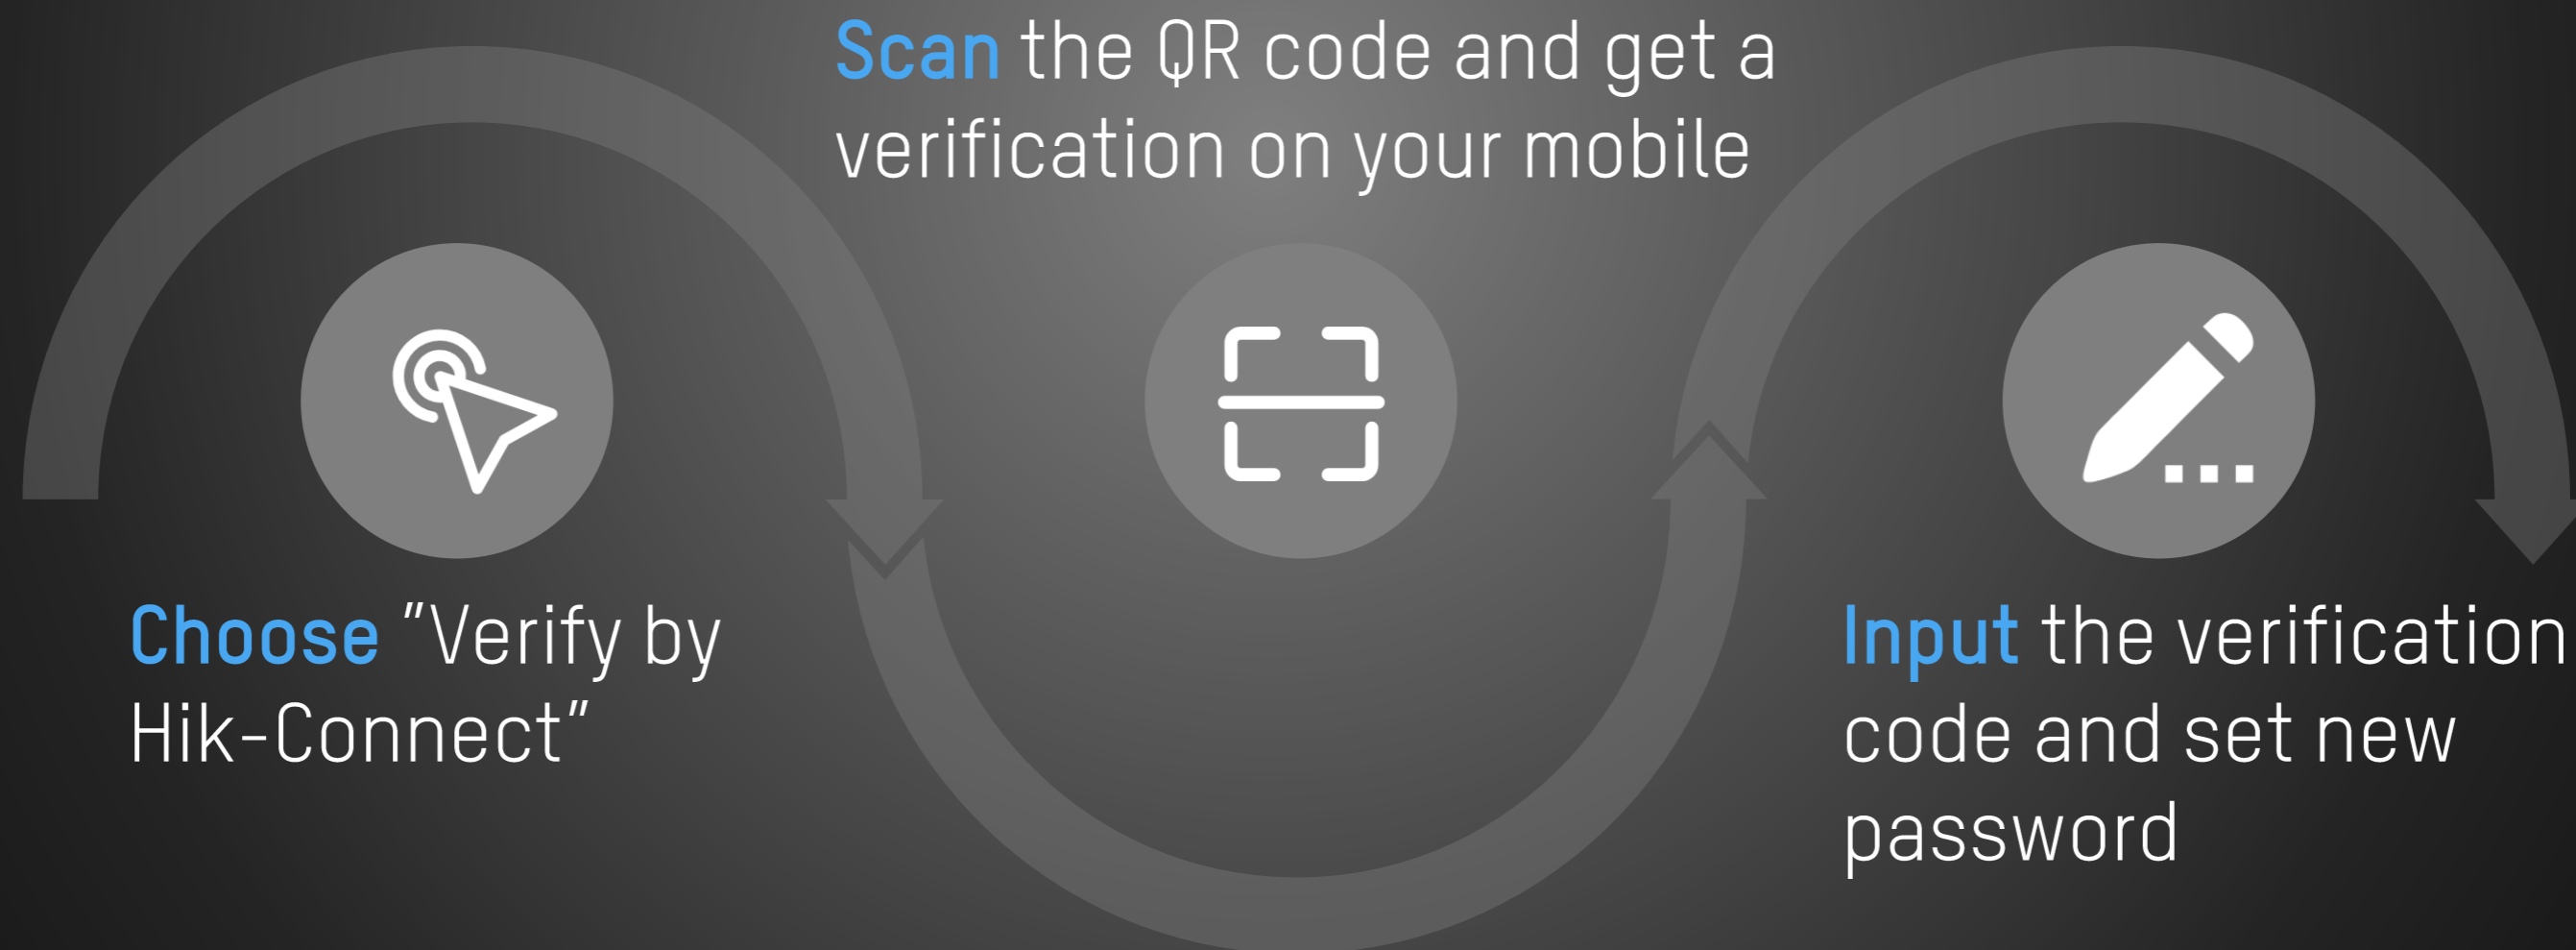 Choose "Verify by
Hik-Connect"
Scan the QR code and get a
verification on your mobile
Input the verification
code and set new
password